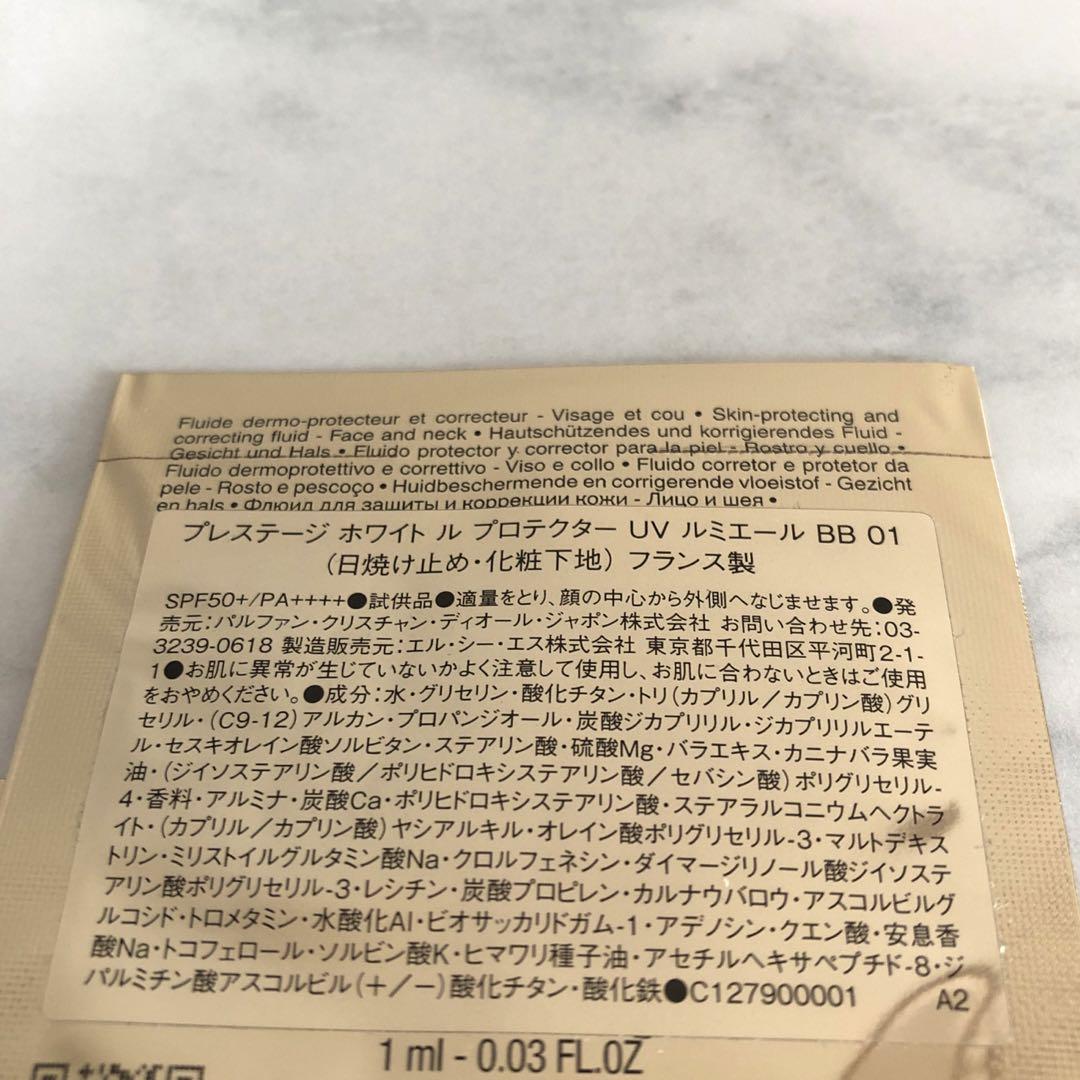 Fluide dermo-protecteur et correcteur - Visage et cou • Skin-protecting and
correcting fluid - Face and neck • Hautschützendes und korrigierendes Fluid -
Gesicht und Hals • Fluido protector y corrector para la piel - Rostro y cuello •
Fluido dermoprotettivo e correttivo - Viso e collo • Fluido corretor e protetor da
pele - Rosto e pescoço • Huidbeschermende en corrigerende vloeistof - Gezicht
en hals • Флюид для защиты и коррекции кожи - Лицо и шея •
プレステージ ホワイト ル プロテクター UV ルミエール BB 01
(日焼け止め・化粧下地) フランス製
SPF50+/PA++++●試供品●適量をとり、顔の中心から外側へなじませます。●発
売元:パルファン・クリスチャン・ディオール・ジャポン株式会社 お問い合わせ先:03-
3239-0618 製造販売元:エル・シー・エス株式会社 東京都千代田区平河町2-1-
1●お肌に異常が生じていないかよく注意して使用し、お肌に合わないときはご使用
をおやめください。●成分:水・グリセリン・酸化チタン・トリ(カプリル/カプリン酸)グリ
セリル・(C9-12)アルカン・プロパンジオール・炭酸ジカプリリル・ジカプリリルエーテ
ル・セスキオレイン酸ソルビタン・ステアリン酸・硫酸Mg・バラエキス・カニナバラ果実
油・(ジイソステアリン酸/ポリヒドロキシステアリン酸/セバシン酸)ポリグリセリル-
4・香料・アルミナ・炭酸Ca・ポリヒドロキシステアリン酸・ステアラルコニウムヘクトラ
イト・(カプリル/カプリン酸)ヤシアルキル・オレイン酸ポリグリセリル-3・マルトデキス
トリン・ミリストイルグルタミン酸Na・クロルフェネシン・ダイマージリノール酸ジイソステ
アリン酸ポリグリセリル-3・レシチン・炭酸プロピレン・カルナウバロウ・アスコルビルグ
ルコシド・トロメタミン・水酸化Al・ビオサッカリドガム-1・アデノシン・クエン酸・安息香
酸Na・トコフェロール・ソルビン酸K・ヒマワリ種子油・アセチルヘキサペプチド-8・ジ
パルミチン酸アスコルビル(+/−)酸化チタン・酸化鉄●C127900001 A2
1 ml - 0.03 FL.OZ